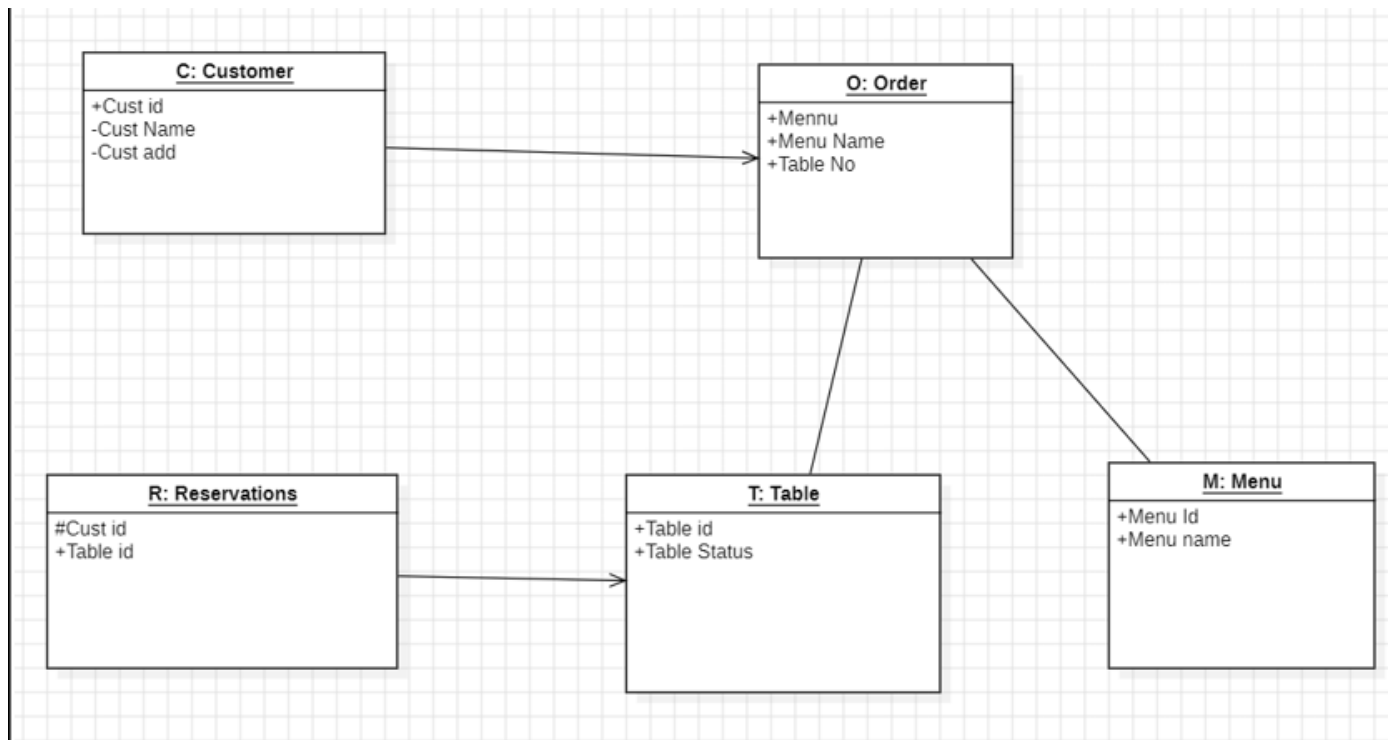 C: Customer
+Cust id
-Cust Name
-Cust add
O: Order
+Mennu
+Menu Name
+Table No
R: Reservations
#Cust id
+Table id
T: Table
+Table id
+Table Status
M: Menu
+Menu Id
+Menu name